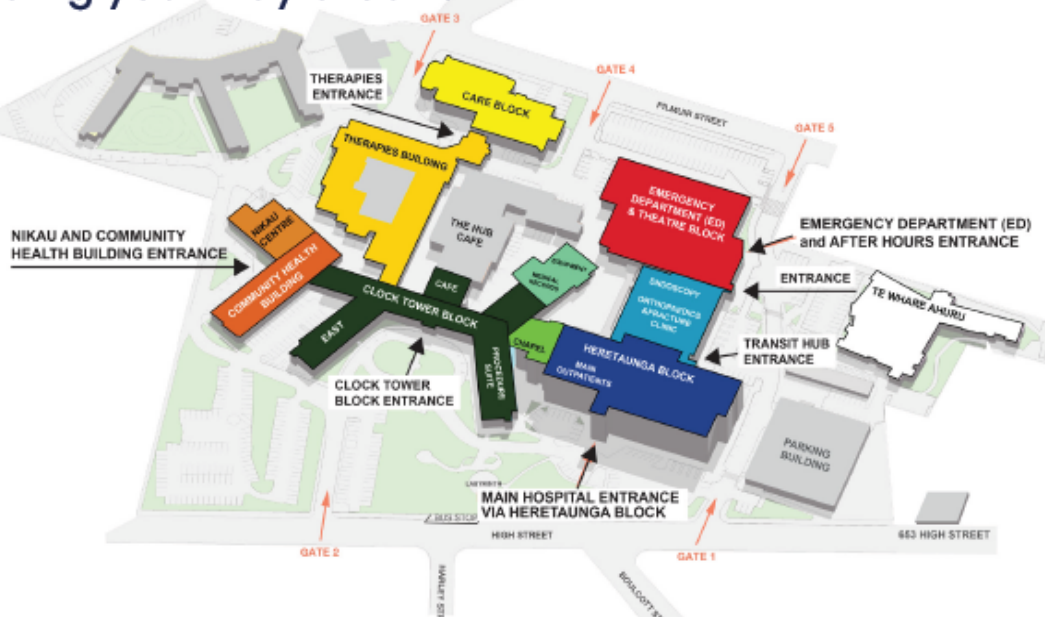 GATE 3
THERAPIES
ENTRANCE
CARE BLOCK
GATE 4
PILMUIR STREET
GATE 5
THERAPIES BUILDING
EMERGENCY
DEPARTMENT (ED)
& THEATRE BLOCK
THE HUB
CAFE
NIKAU
CENTRE
NIKAU AND COMMUNITY
HEALTH BUILDING ENTRANCE
EMERGENCY DEPARTMENT (ED)
and AFTER HOURS ENTRANCE
COMMUNITY HEALTH
BUILDING
EQUIPMENT
MEDICAL
RECORDS
ENDOSCOPY
ENTRANCE
CAFE
CLOCK TOWER BLOCK
ORTHOPAEDICS
&FRACTURE
CLINIC
TE WHARE AHURU
EAST
CHAPEL
HERETAUNGA BLOCK
TRANSIT HUB
ENTRANCE
PROCEDURE
SUITE
MAIN
OUTPATIENTS
CLOCK TOWER
BLOCK ENTRANCE
PARKING
BUILDING
LABYRINTH
MAIN HOSPITAL ENTRANCE
VIA HERETAUNGA BLOCK
BUS STOP
HIGH STREET
653 HIGH STREET
GATE 2
GATE 1